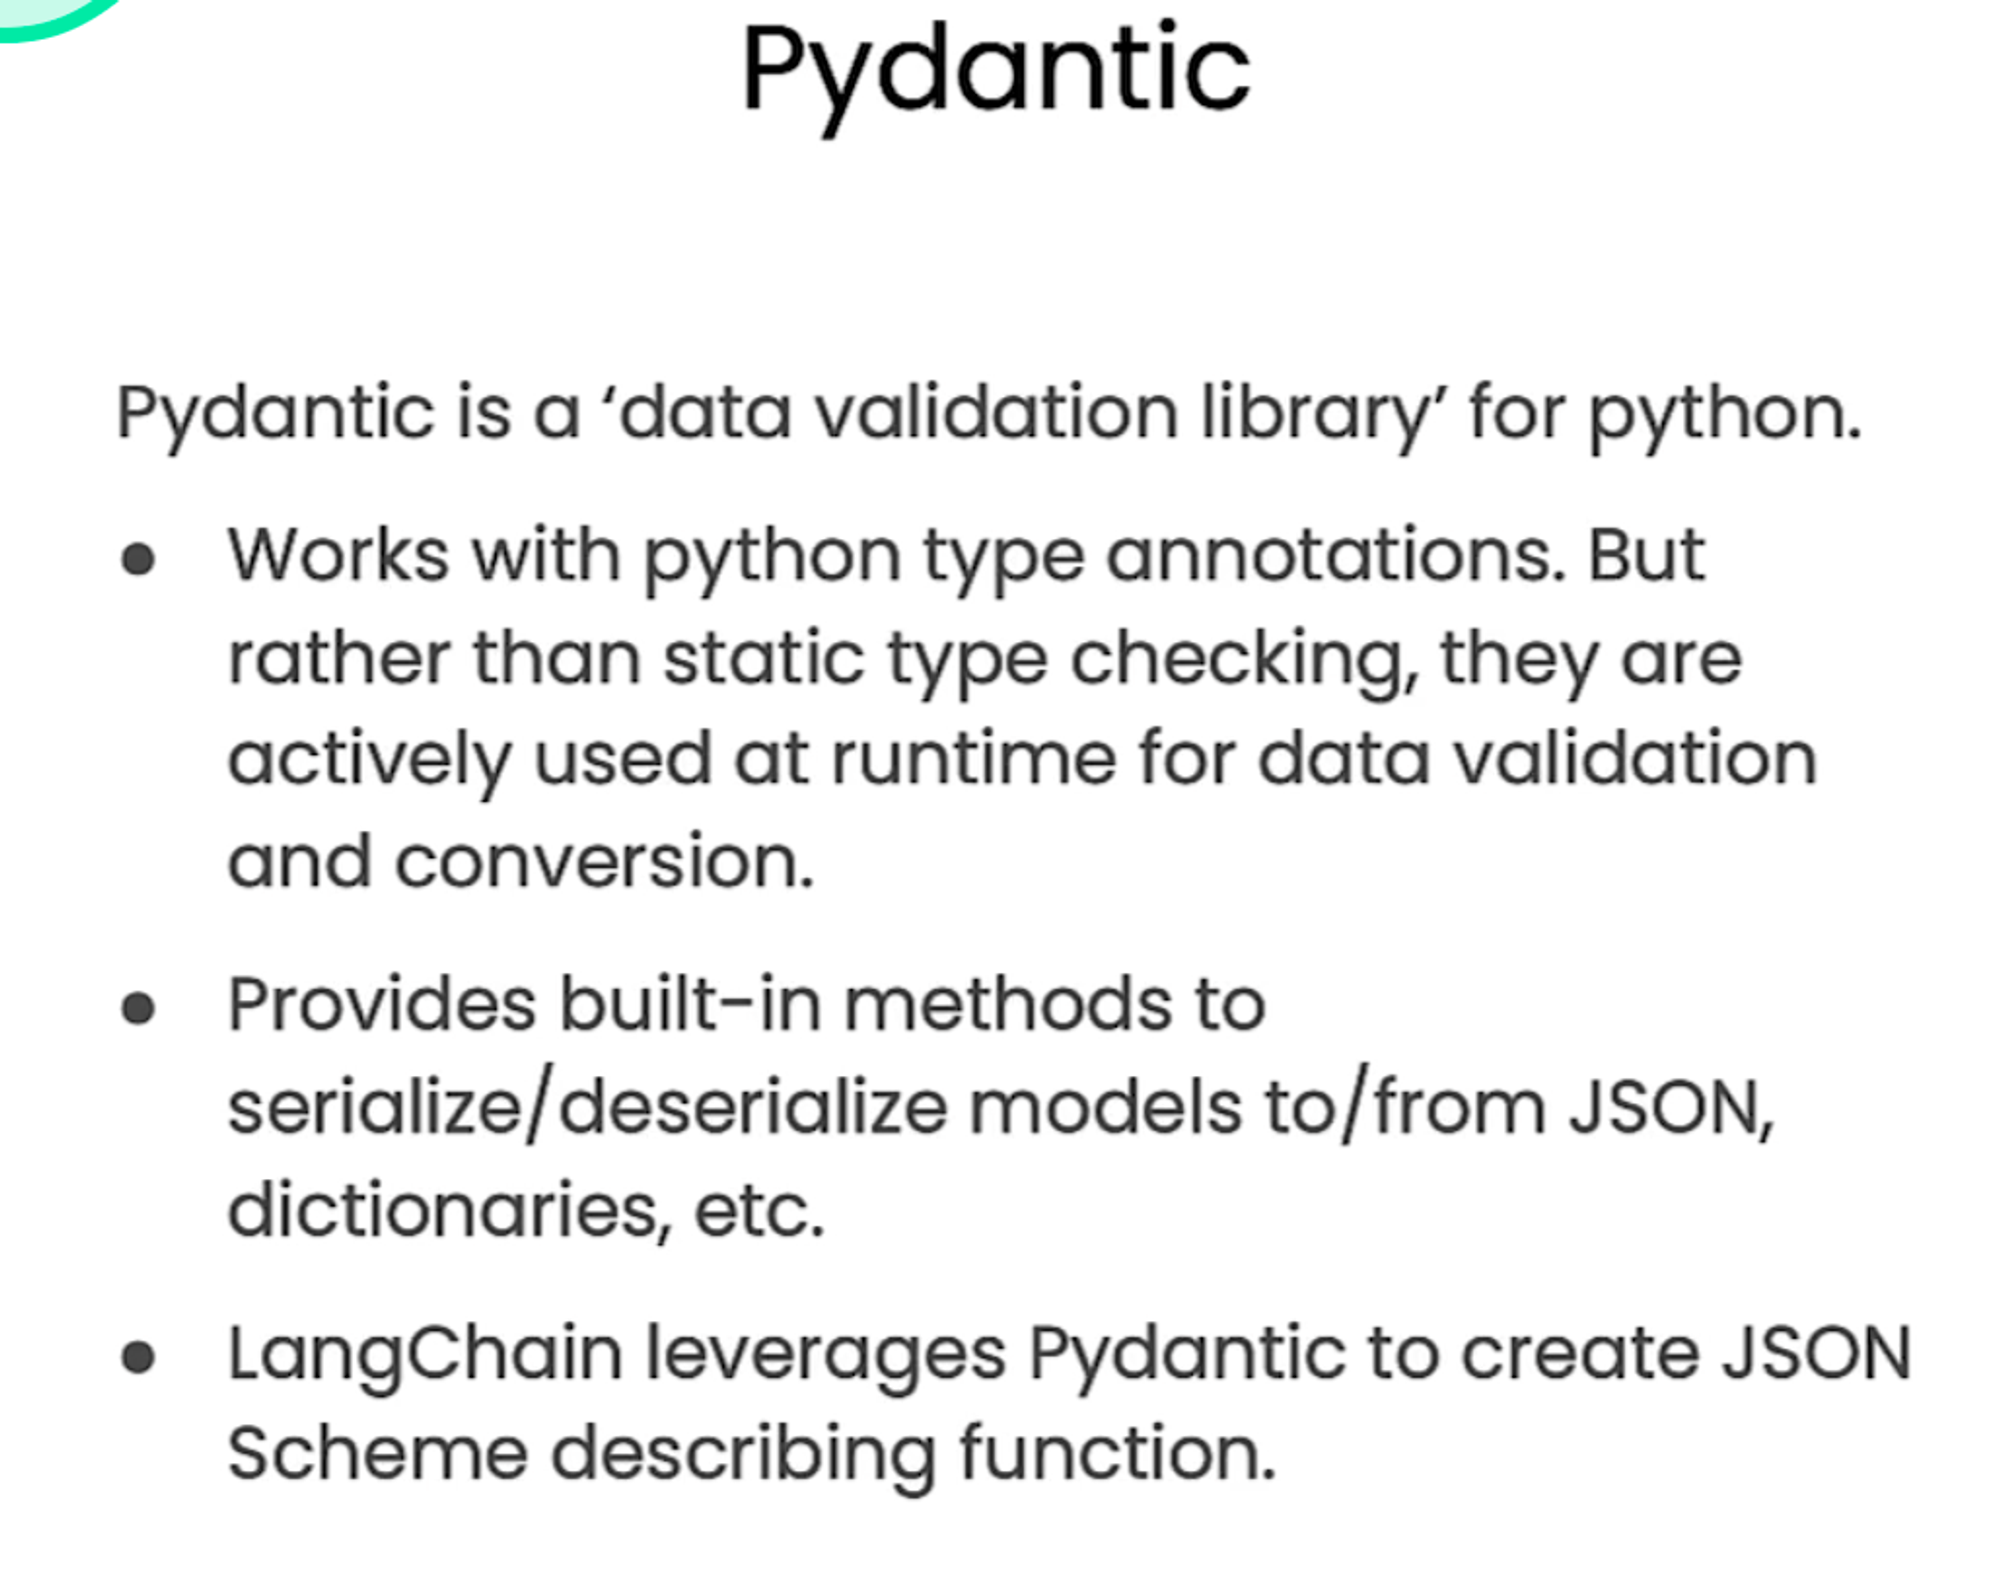 Pydantic
Pydantic is a ‘data validation library’ for python.
● Works with python type annotations. But
rather than static type checking, they are
actively used at runtime for data validation
and conversion.
● Provides built-in methods to
serialize/deserialize models to/from JSON,
dictionaries, etc.
● LangChain leverages Pydantic to create JSON
Scheme describing function.